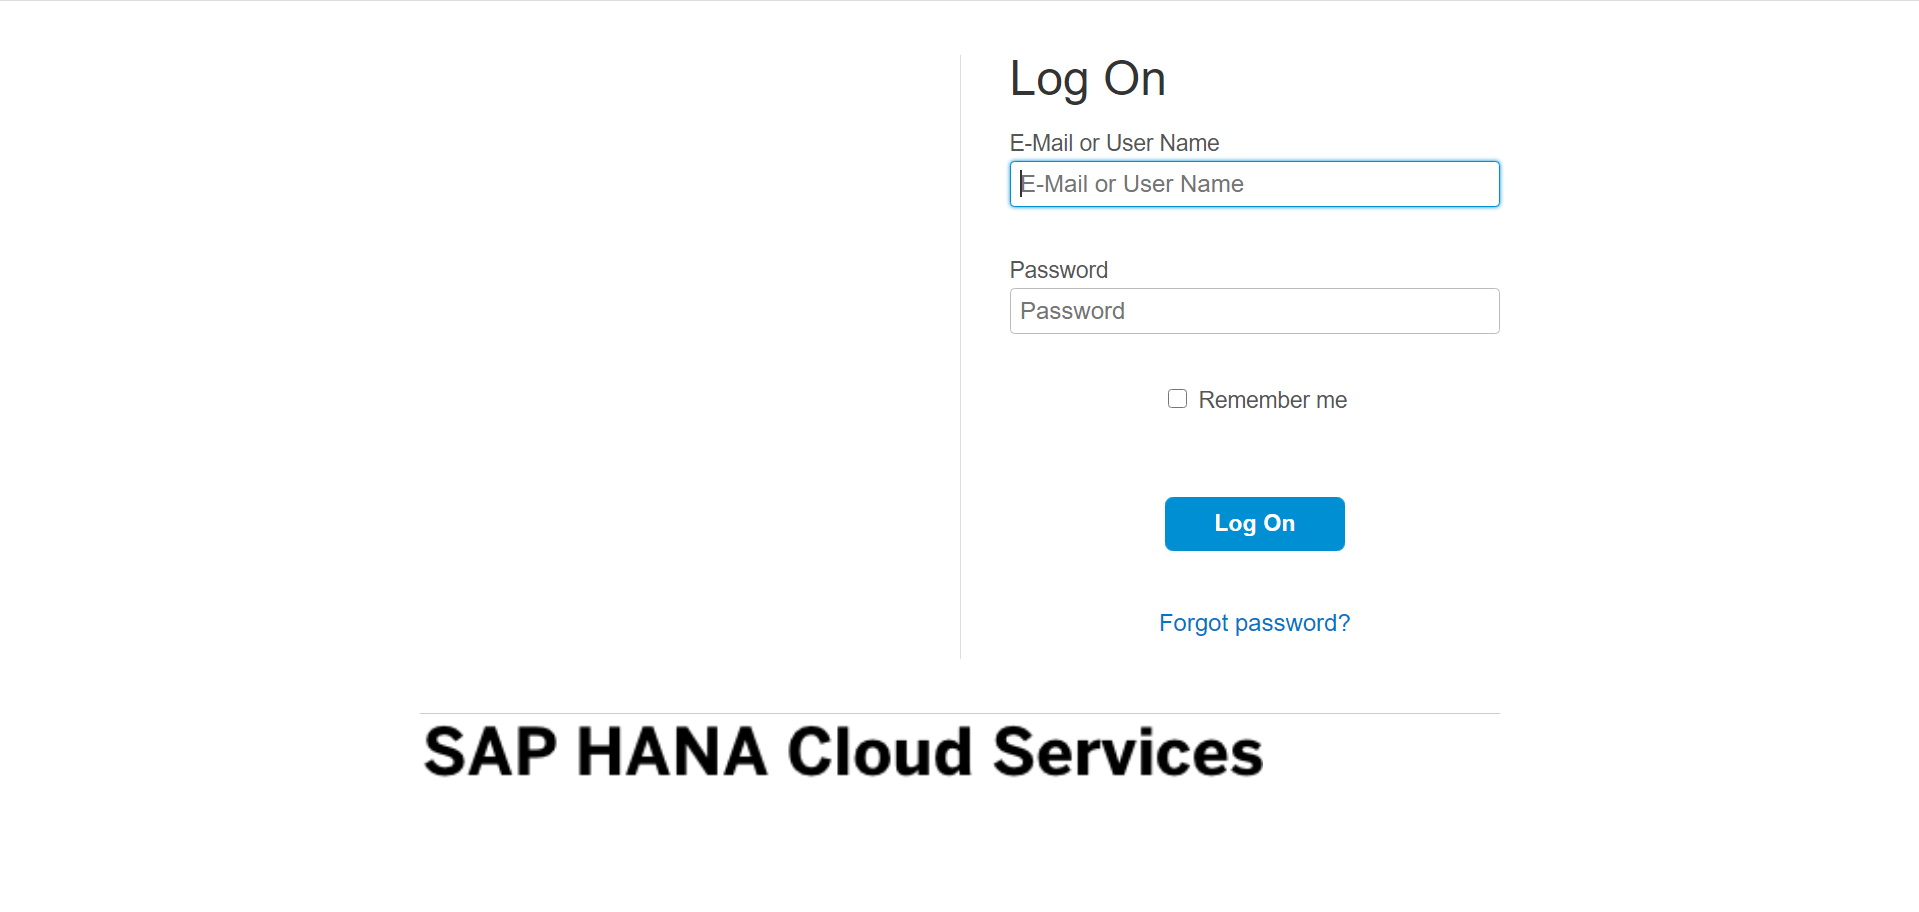 Log On
E-Mail or User Name
E-Mail or User Name
Password
Password
Remember me
Log On
Forgot password?
SAP HANA Cloud Services